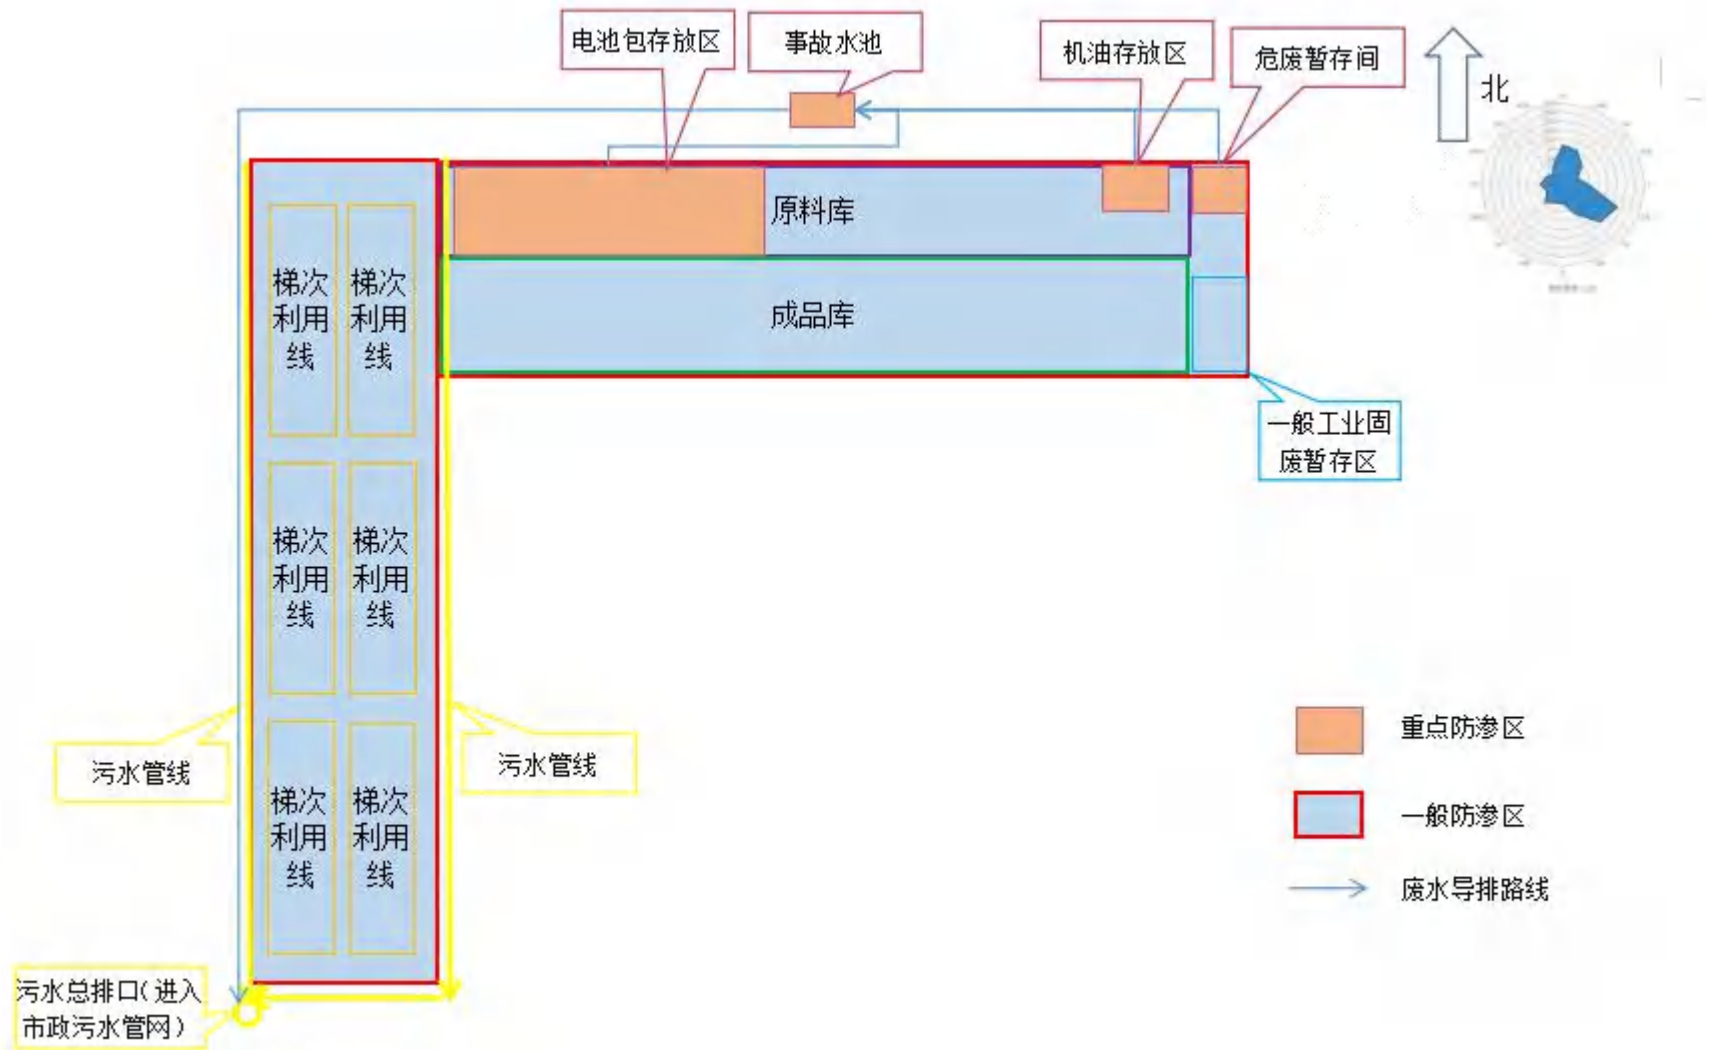 电池包存放区
事故水池
机油存放区
危废暂存间
北
原料库
成品库
一般工业固
废暂存区
梯次
利用
线
梯次
利用
线
梯次
利用
线
梯次
利用
线
梯次
利用
线
梯次
利用
线
污水管线
污水管线
污水总排口(进入
市政污水管网)
重点防渗区
一般防渗区
废水导排路线